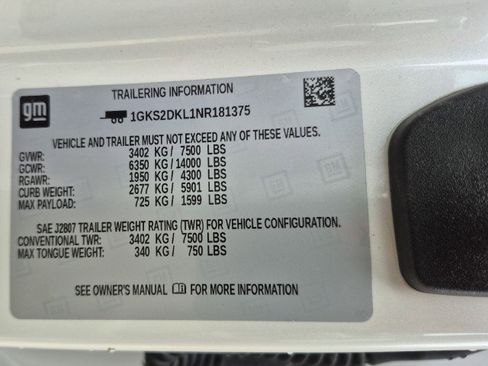 gm
TRAILERING INFORMATION
1GKS2DKL1NR181375
VEHICLE AND TRAILER MUST NOT EXCEED ANY OF THESE VALUES.
GVWR: 3402 KG/ 7500 LBS
GCWR: 6350 KG/ 14000 LBS
RGAWR: 1950 KG/ 4300 LBS
CURB WEIGHT: 2677 KG/ 5901 LBS
MAX PAYLOAD: 725 KG/ 1599 LBS
SAE J2807 TRAILER WEIGHT RATING (TWR) FOR VEHICLE CONFIGURATION.
CONVENTIONAL TWR: 3402 KG/ 7500 LBS
MAX TONGUE WEIGHT: 340 KG/ 750 LBS
SEE OWNER'S MANUAL FOR MORE INFORMATION